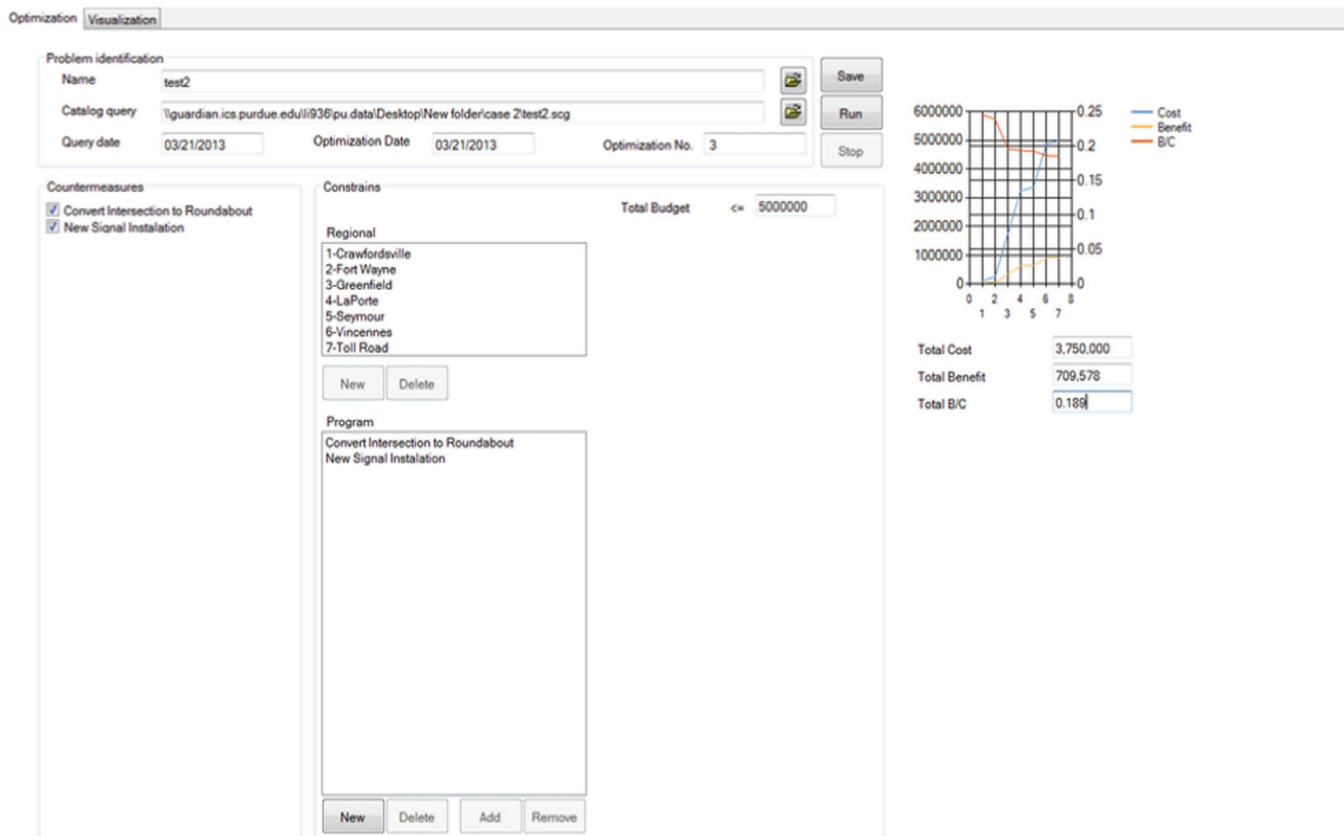 Optimization Visualization
Problem identification
Name test2
Save
Catalog query \\guardian.ics.purdue.edu\li936\pu.data\Desktop\New folder\case 2\test2.scg
Run
Query date 03/21/2013 Optimization Date 03/21/2013 Optimization No. 3
Stop
Countermeasures
Convert Intersection to Roundabout
New Signal Instalation
Constrains
Total Budget <= 5000000
Regional
1-Crawfordsville
2-Fort Wayne
3-Greenfield
4-LaPorte
5-Seymour
6-Vincennes
7-Toll Road
New Delete
Program
Convert Intersection to Roundabout
New Signal Instalation
New Delete Add Remove
6000000 0.25
5000000 0.2
4000000 0.15
3000000
2000000 0.1
1000000 0.05
0 0
0 2 4 6 8
1 3 5 7
Cost
Benefit
B/C
Total Cost 3,750,000
Total Benefit 709,578
Total B/C 0.189